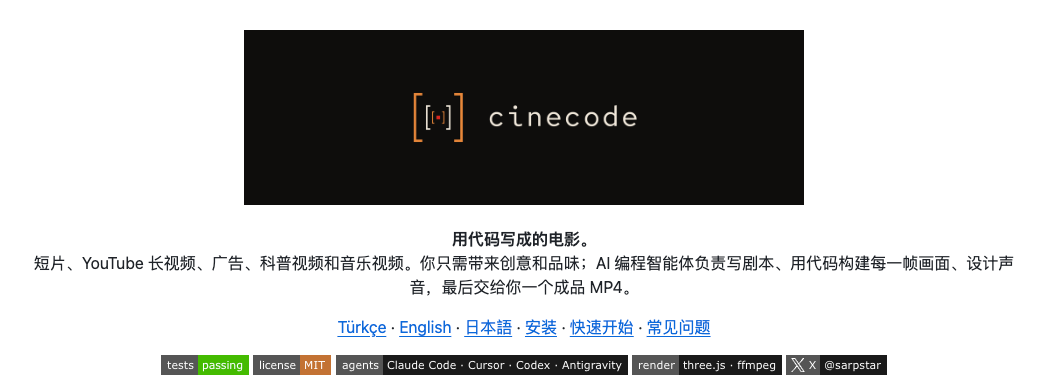 [[[·]]] cinecode
用代码写成的电影。
短片、YouTube 长视频、广告、科普视频和音乐视频。你只需带来创意和品味；AI 编程智能体负责写剧本、用代码构建每一帧画面、设计声
音，最后交给你一个成品 MP4。
Türkçe · English · 日本語 · 安装 · 快速开始 · 常见问题
tests passing license MIT agents Claude Code · Cursor · Codex · Antigravity render three.js · ffmpeg X @sarpstar